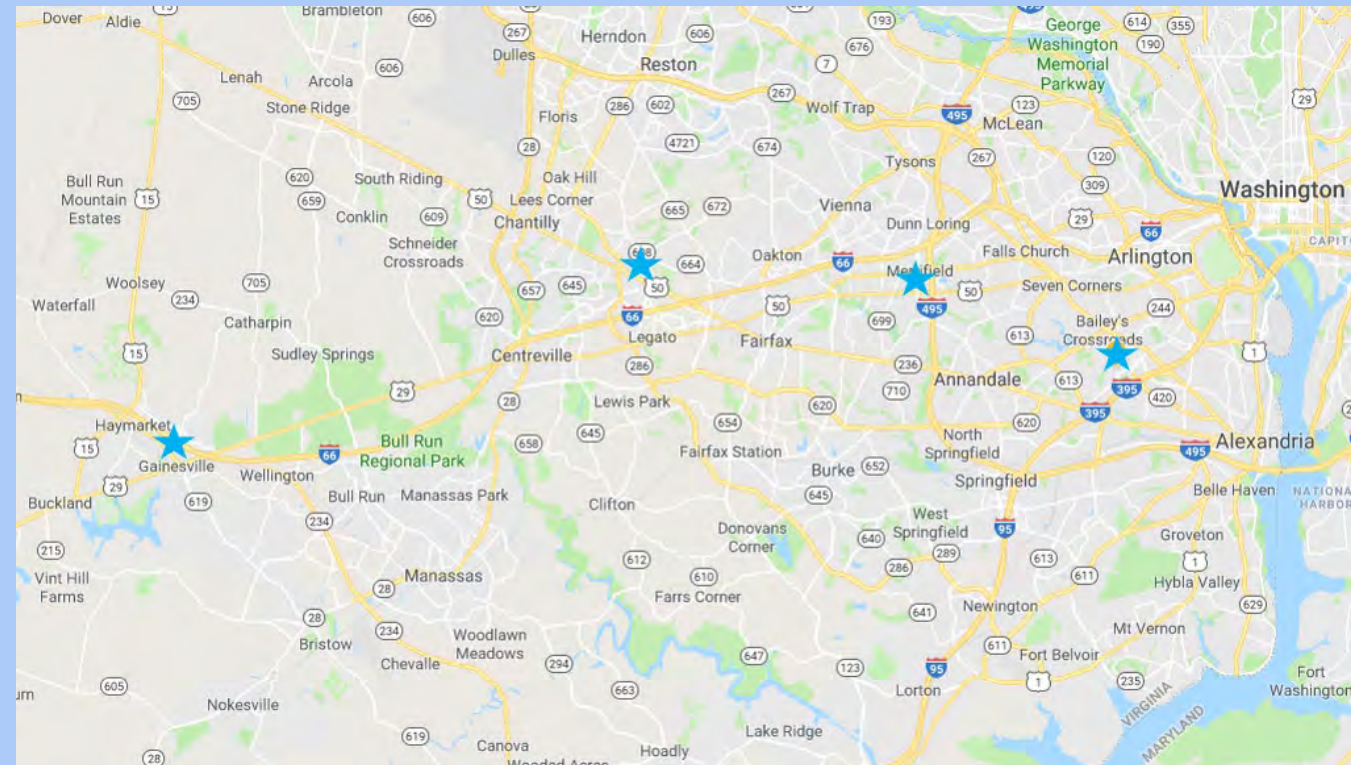 15
Brambleton
Dover
Aldie
606
267
Herndon
606
193
George
Washington
Memorial
Parkway
614
355
190
676
Dulles
Reston
7
Lenah
Arcola
606
267
Wolf Trap
123
29
705
Stone Ridge
286
602
495
McLean
Floris
28
4721
674
Tysons
267
120
Bull Run
Mountain
Estates
15
620
659
South Riding
50
Oak Hill
Lees Corner
309
Washington
Conklin
609
Chantilly
665
672
Vienna
29
Dunn Loring
66
Schneider
Crossroads
664
Oakton
66
Falls Church
Arlington
Woolsey
705
657
645
50
Merrifield
50
Seven Corners
Waterfall
234
Catharpin
620
66
50
495
244
699
613
Bailey's
Crossroads
15
Sudley Springs
Centreville
Legato
Fairfax
1
286
236
Annandale
613
395
29
28
Lewis Park
710
420
Haymarket
654
620
395
15
658
645
620
Bull Run
Regional Park
Fairfax Station
North
Springfield
495
Alexandria
Gainesville
66
Wellington
Burke
652
Springfield
29
Buckland
619
Bull Run
Manassas Park
Clifton
645
Belle Haven
234
Donovans
Corner
West
Springfield
95
Groveton
215
640
289
613
1
Vint Hill
Farms
Manassas
612
610
Farrs Corner
286
611
Hybla Valley
28
641
Newington
629
28
234
Woodlawn
Meadows
Mt Vernon
Bristow
Chevalle
294
647
123
611
Fort Belvoir
605
663
95
Lorton
1
235
Fort
Washington
Nokesville
VIRGINIA
MARYLAND
619
Canova
Hoadly
Lake Ridge
28